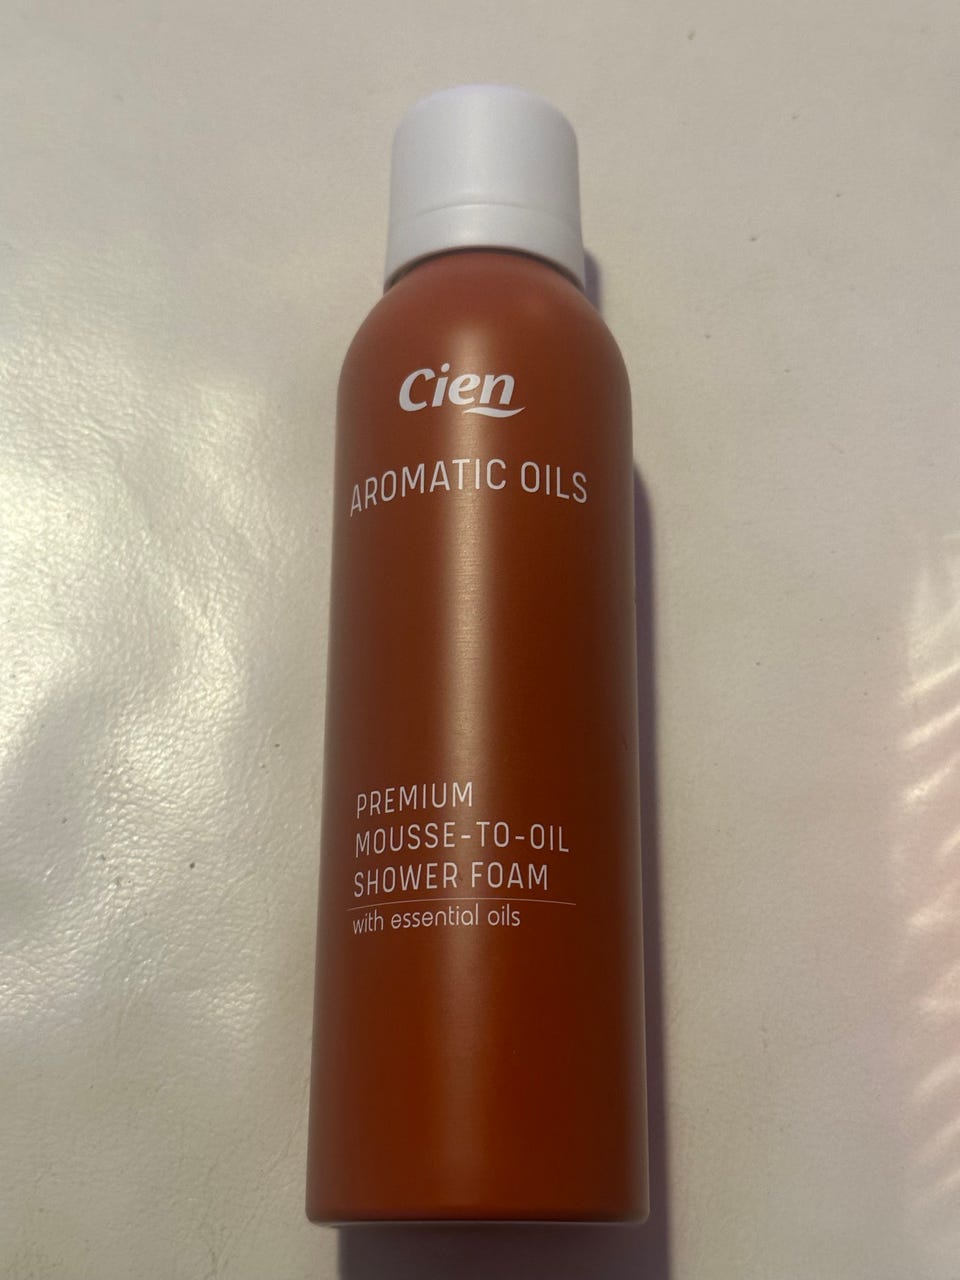 Cien
AROMATIC OILS
PREMIUM
MOUSSE-TO-OIL
SHOWER FOAM
with essential oils